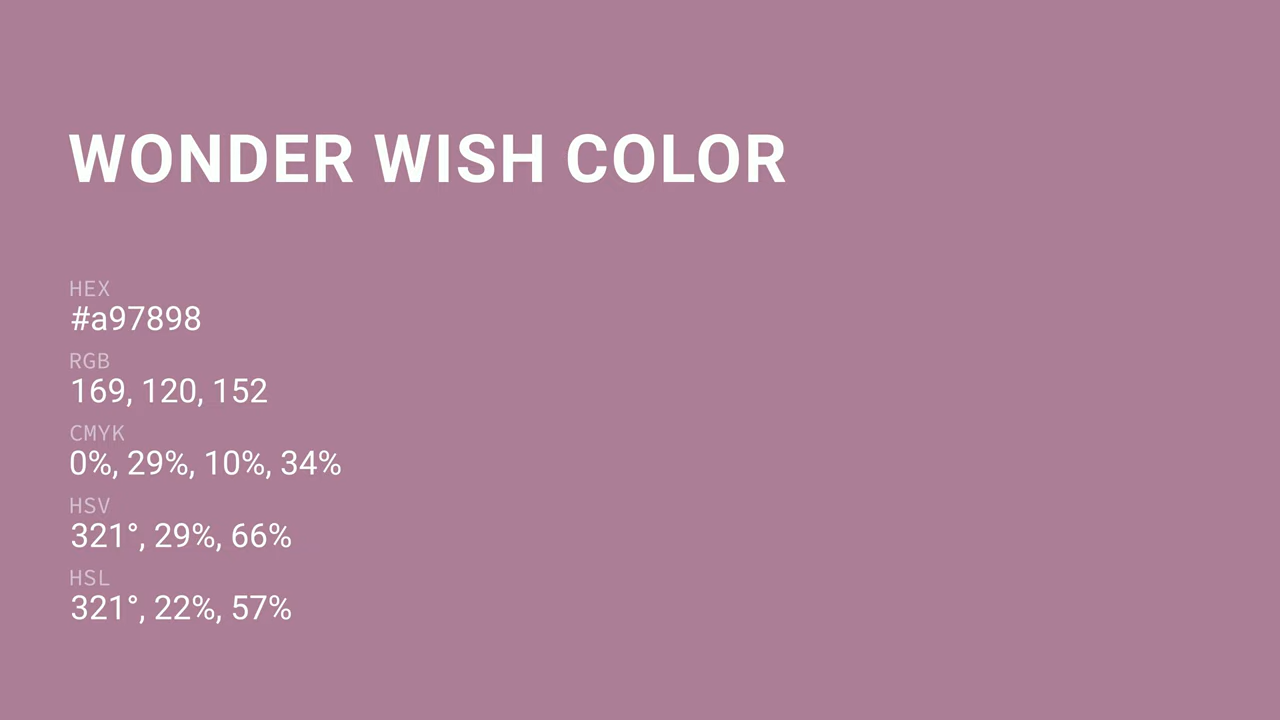 WONDER WISH COLOR
HEX
#a97898
RGB
169, 120, 152
CMYK
0%, 29%, 10%, 34%
HSV
321°, 29%, 66%
HSL
321°, 22%, 57%